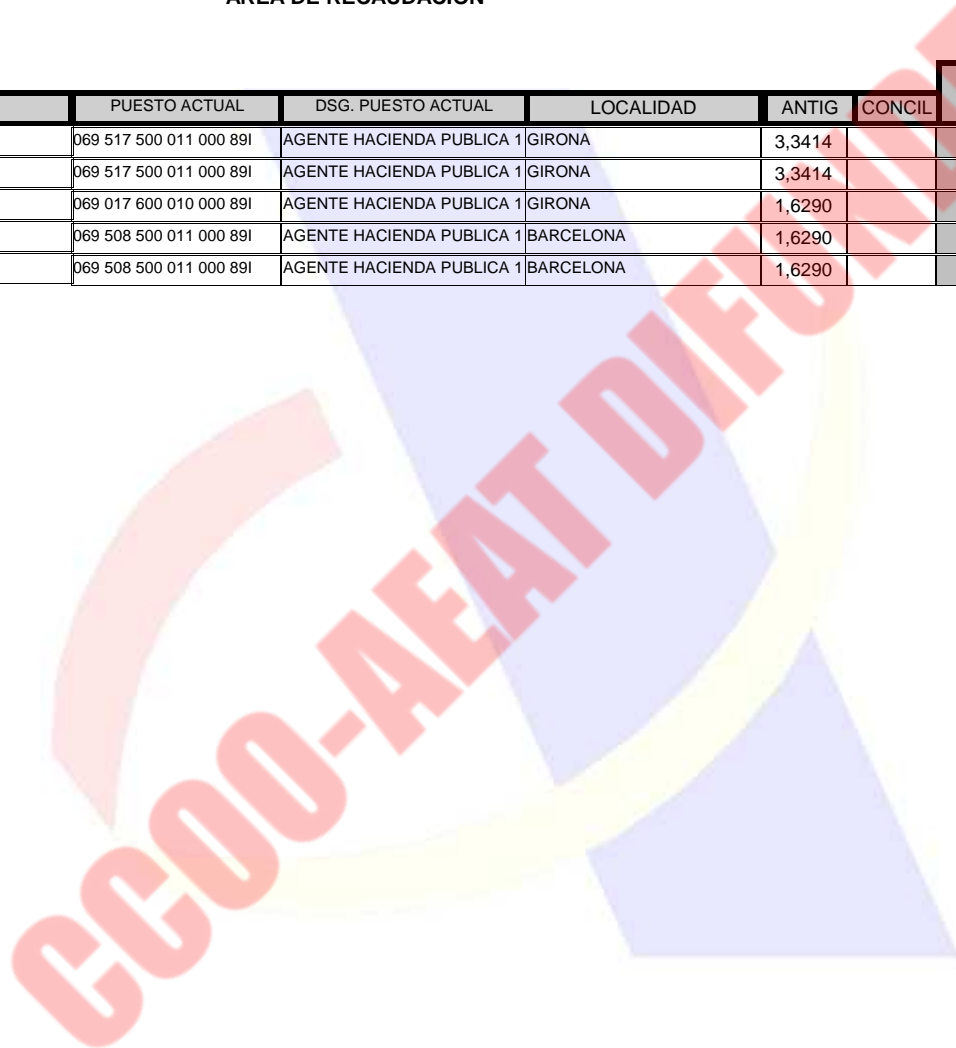 ÁREA DE RECAUDACIÓN
PUESTO ACTUAL DSG. PUESTO ACTUAL LOCALIDAD ANTIG CONCIL
069 517 500 011 000 89I AGENTE HACIENDA PUBLICA 1 GIRONA 3,3414
069 517 500 011 000 89I AGENTE HACIENDA PUBLICA 1 GIRONA 3,3414
069 017 600 010 000 89I AGENTE HACIENDA PUBLICA 1 GIRONA 1,6290
069 508 500 011 000 89I AGENTE HACIENDA PUBLICA 1 BARCELONA 1,6290
069 508 500 011 000 89I AGENTE HACIENDA PUBLICA 1 BARCELONA 1,6290
CCOO-AEAT